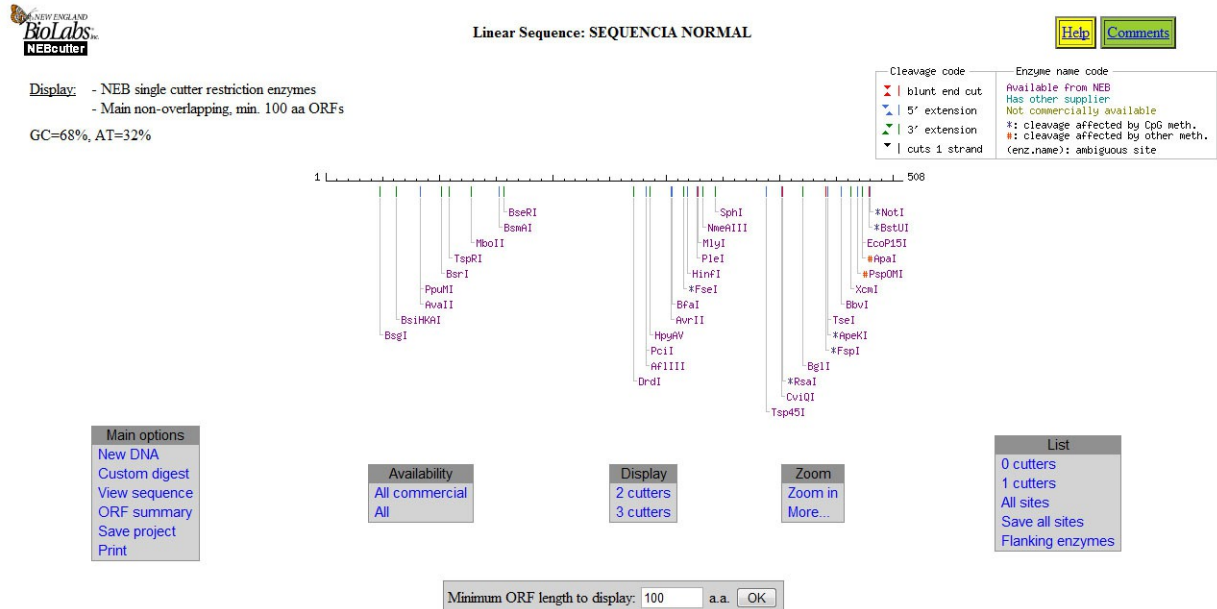 NEW ENGLAND
BioLabs Inc.
NEBcutter
Linear Sequence: SEQUENCIA NORMAL
Help
Comments
Display:
- NEB single cutter restriction enzymes
- Main non-overlapping, min. 100 aa ORFs
GC=68%, AT=32%
Cleavage code
blunt end cut
5' extension
3' extension
cuts 1 strand
Enzyme name code
Available from NEB
Has other supplier
Not commercially available
*: cleavage affected by CpG meth.
#: cleavage affected by other meth.
(enz.name): ambiguous site
1
508
BseRI
BsmAI
MboII
TspRI
BsrI
PpuMI
AvaII
BsiHKAI
BsgI
SphI
NmeAIII
MlyI
PleI
HinfI
*FseI
BfaI
AvrII
HpyAV
PciI
AflIII
DrdI
*NotI
*BstUI
EcoP15I
#ApaI
#PspOMI
XcmI
BbvI
TseI
*ApeKI
*FspI
BglI
*RsaI
CviQI
Tsp45I
Main options
New DNA
Custom digest
View sequence
ORF summary
Save project
Print
Availability
All commercial
All
Display
2 cutters
3 cutters
Zoom
Zoom in
More...
List
0 cutters
1 cutters
All sites
Save all sites
Flanking enzymes
Minimum ORF length to display: 100 a.a. OK